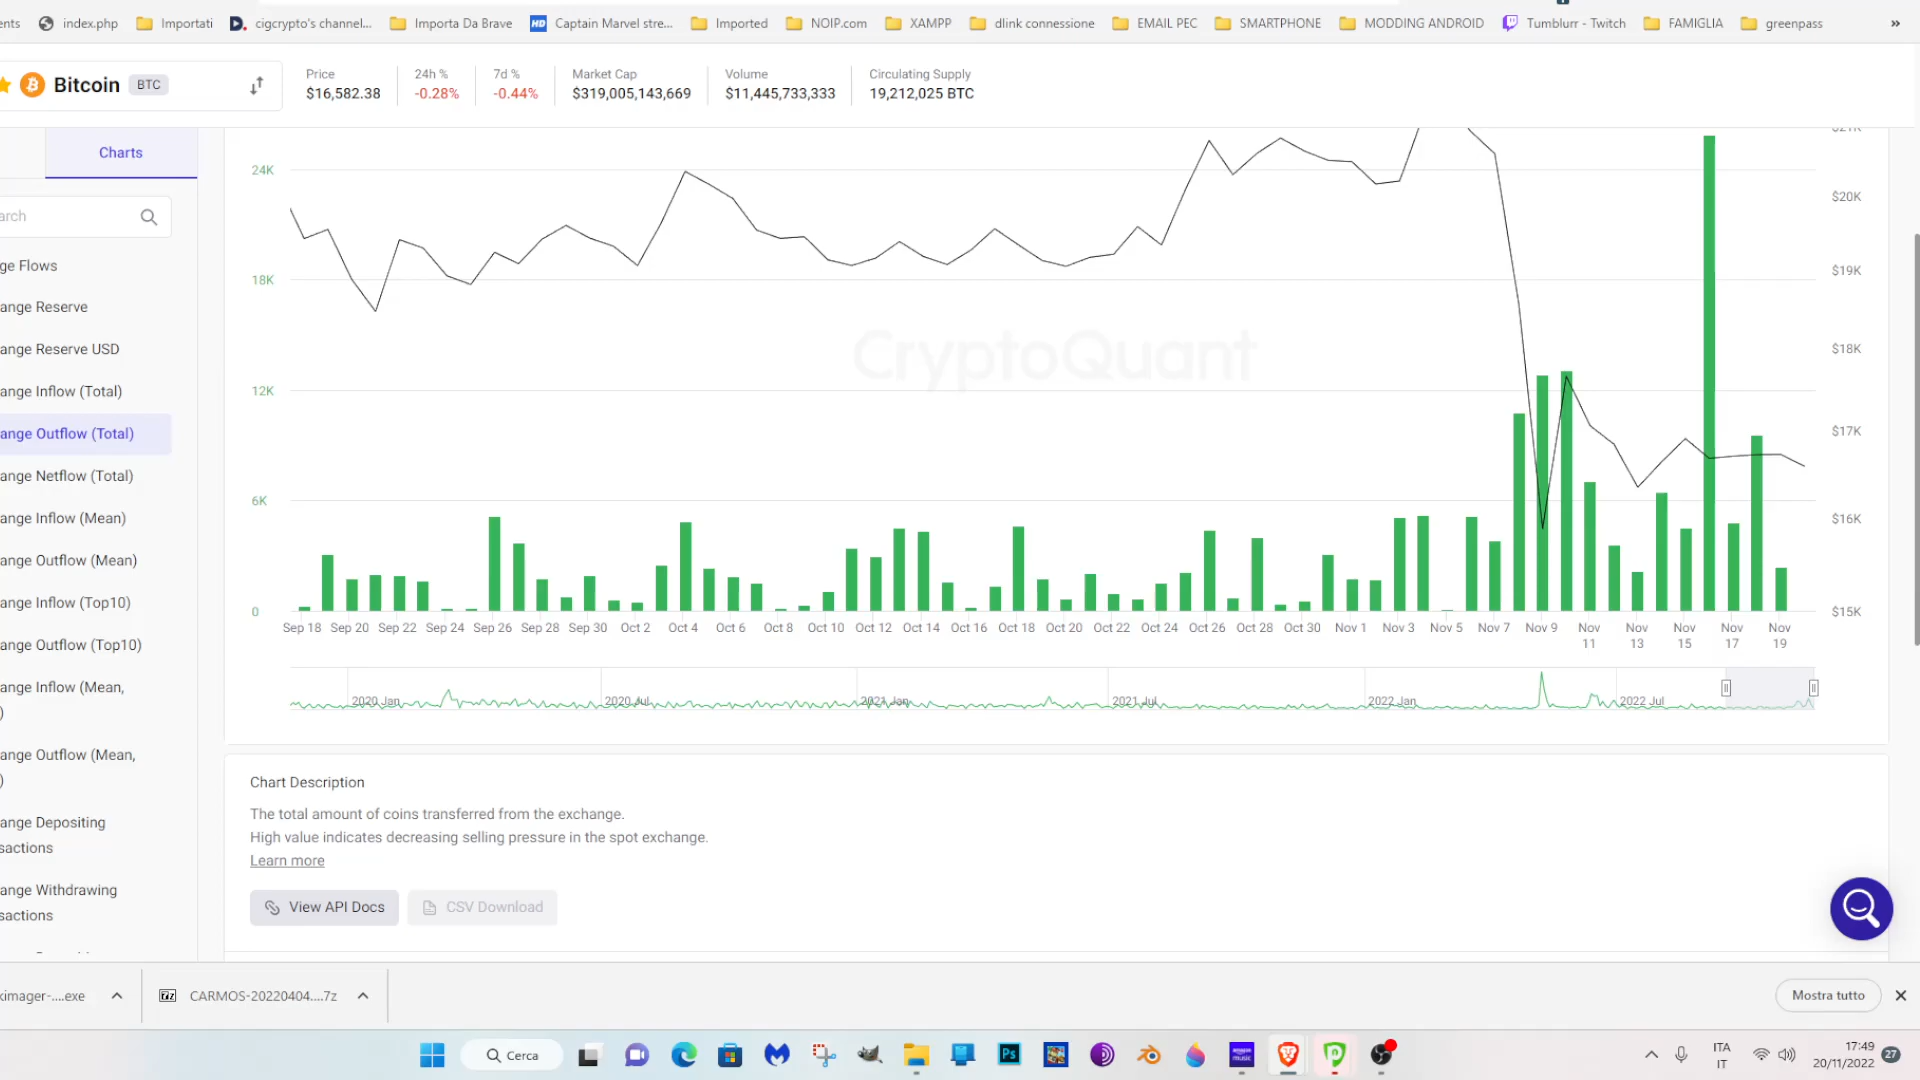 ents index.php Importati cigcrypto's channel... Importa Da Brave HD Captain Marvel stre... Imported NOIP.com XAMPP dlink connessione EMAIL PEC SMARTPHONE MODDING ANDROID Tumblurr - Twitch FAMIGLIA greenpass »
Bitcoin BTC
Price 24h % 7d % Market Cap Volume Circulating Supply
$16,582.38 -0.28% -0.44% $319,005,143,669 $11,445,733,333 19,212,025 BTC
Charts
arch
ge Flows
ange Reserve
ange Reserve USD
ange Inflow (Total)
ange Outflow (Total)
ange Netflow (Total)
ange Inflow (Mean)
ange Outflow (Mean)
ange Inflow (Top10)
ange Outflow (Top10)
ange Inflow (Mean,
)
ange Outflow (Mean,
)
ange Depositing
sactions
ange Withdrawing
sactions
24K
18K
12K
6K
0
CryptoQuant
$21K
$20K
$19K
$18K
$17K
$16K
$15K
Sep 18 Sep 20 Sep 22 Sep 24 Sep 26 Sep 28 Sep 30 Oct 2 Oct 4 Oct 6 Oct 8 Oct 10 Oct 12 Oct 14 Oct 16 Oct 18 Oct 20 Oct 22 Oct 24 Oct 26 Oct 28 Oct 30 Nov 1 Nov 3 Nov 5 Nov 7 Nov 9 Nov Nov Nov Nov Nov
11 13 15 17 19
2020 Jan 2020 Jul 2021 Jan 2021 Jul 2022 Jan 2022 Jul
Chart Description
The total amount of coins transferred from the exchange.
High value indicates decreasing selling pressure in the spot exchange.
Learn more
View API Docs CSV Download
kimager-....exe 7z CARMOS-20220404....7z Mostra tutto
Cerca Ps amazon music
ITA 17:49
IT 20/11/2022 27